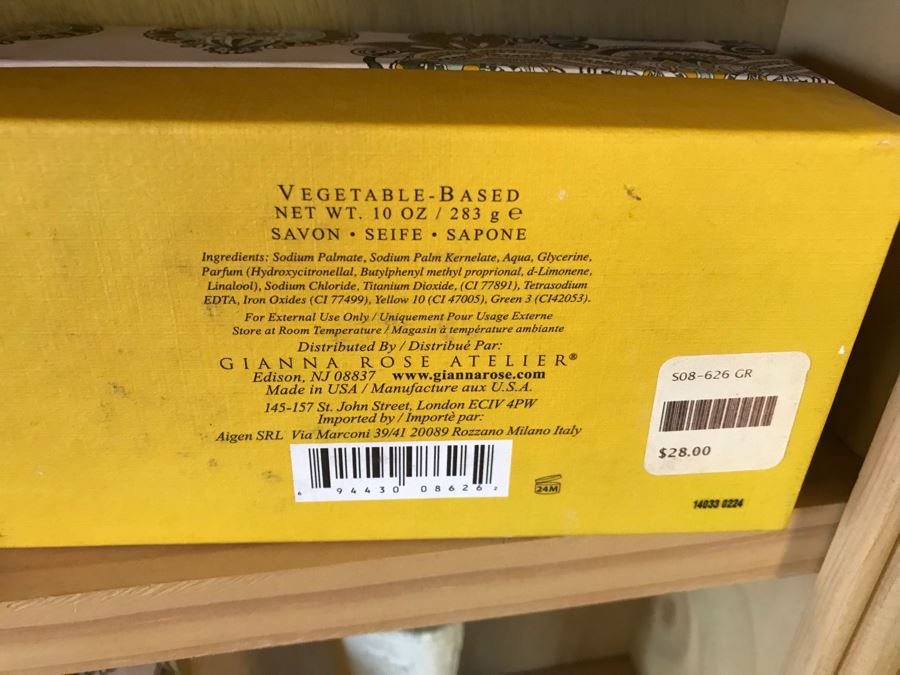 VEGETABLE-BASED
NET WT. 10 OZ / 283 g ℮
SAVON • SEIFE • SAPONE
Ingredients: Sodium Palmate, Sodium Palm Kernelate, Aqua, Glycerine,
Parfum (Hydroxycitronellal, Butylphenyl methyl proprional, d-Limonene,
Linalool), Sodium Chloride, Titanium Dioxide, (CI 77891), Tetrasodium
EDTA, Iron Oxides (CI 77499), Yellow 10 (CI 47005), Green 3 (CI42053).
For External Use Only / Uniquement Pour Usage Externe
Store at Room Temperature / Magasin à température ambiante
Distributed By / Distribué Par:
GIANNA ROSE ATELIER®
Edison, NJ 08837 www.giannarose.com
Made in USA / Manufacture aux U.S.A.
145-157 St. John Street, London ECIV 4PW
Imported by / Importè par:
Aigen SRL Via Marconi 39/41 20089 Rozzano Milano Italy
6 94430 08626 2
24M
S08-626 GR
$28.00
14033 0224